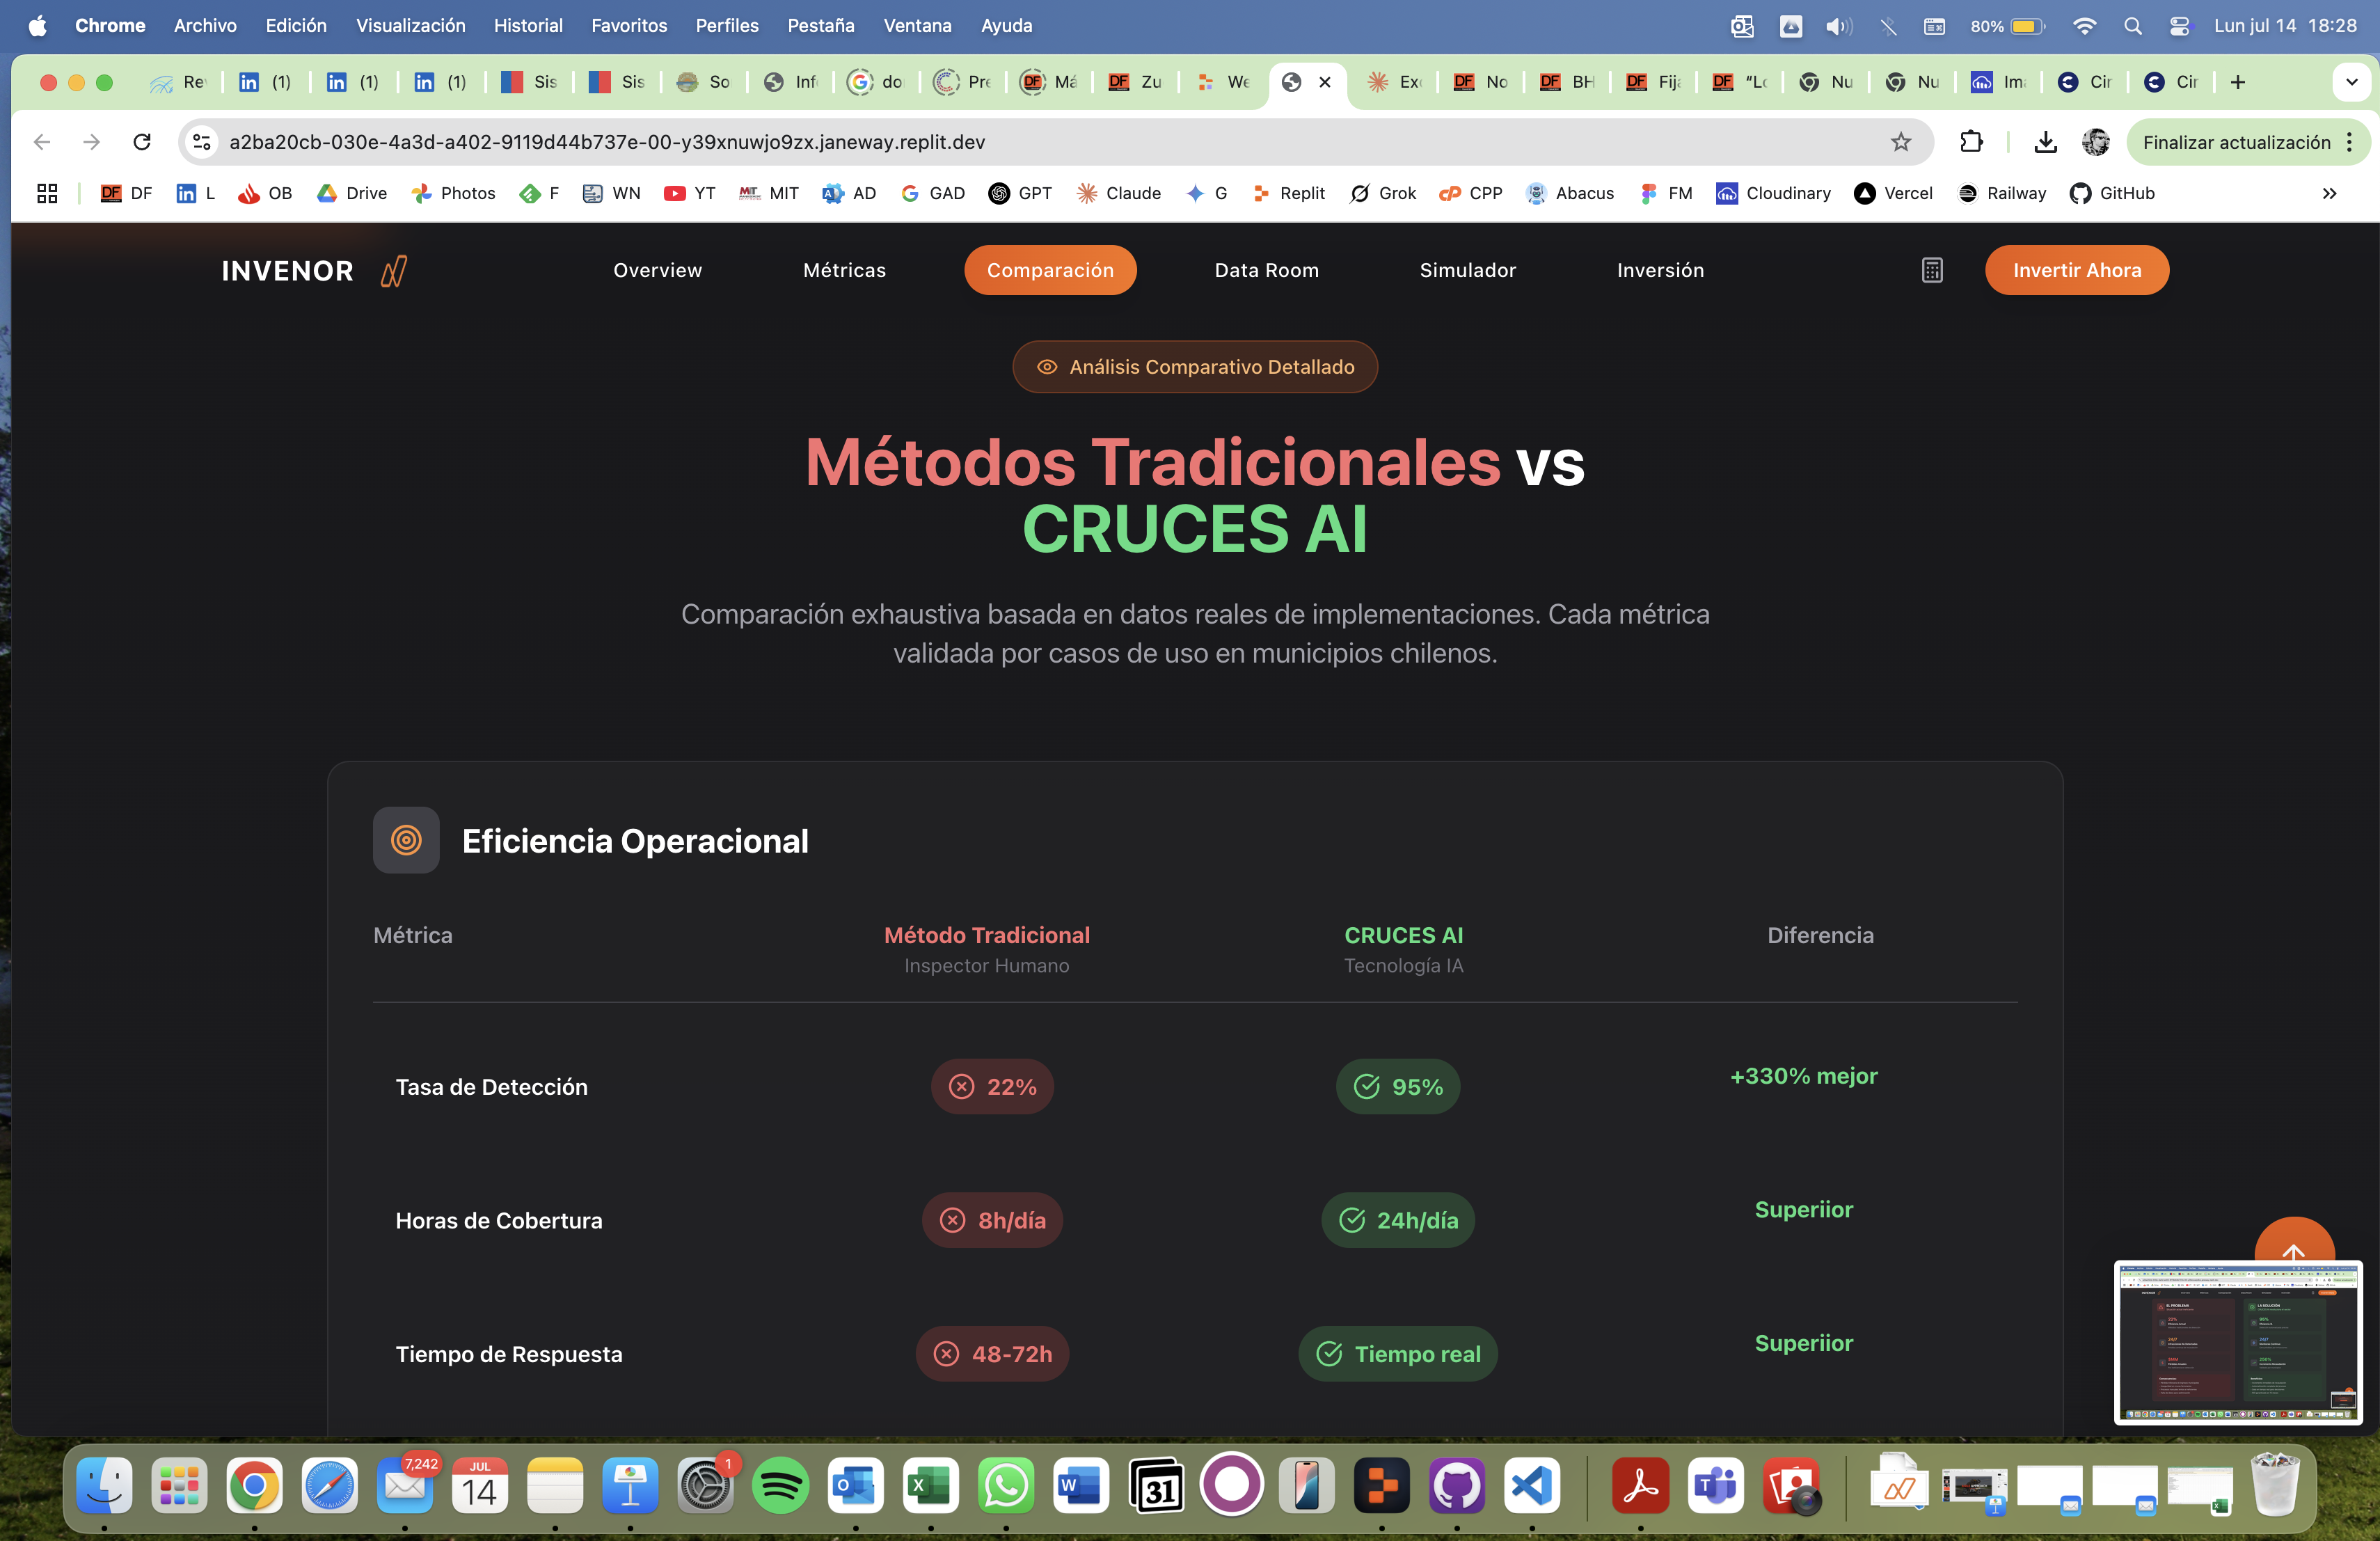 Chrome Archivo Edición Visualización Historial Favoritos Perfiles Pestaña Ventana Ayuda 80% Lun jul 14 18:28
Re (1) (1) (1) Sis Sis So Inf do Pre Má Zu We Exc No BH Fija “Lo Nu Nu Im Cir Cir
a2ba20cb-030e-4a3d-a402-9119d44b737e-00-y39xnuwjo9zx.janeway.replit.dev Finalizar actualización
DF L OB Drive Photos F WN YT MIT AD GAD GPT Claude G Replit Grok CPP Abacus FM Cloudinary Vercel Railway GitHub
INVENOR Overview Métricas Comparación Data Room Simulador Inversión Invertir Ahora
Análisis Comparativo Detallado
Métodos Tradicionales vs
CRUCES AI
Comparación exhaustiva basada en datos reales de implementaciones. Cada métrica
validada por casos de uso en municipios chilenos.
Eficiencia Operacional
Métrica Método Tradicional CRUCES AI Diferencia
Inspector Humano Tecnología IA
Tasa de Detección 22% 95% +330% mejor
Horas de Cobertura 8h/día 24h/día Superiior
Tiempo de Respuesta 48-72h Tiempo real Superiior
7,242 JUL 14 1 31